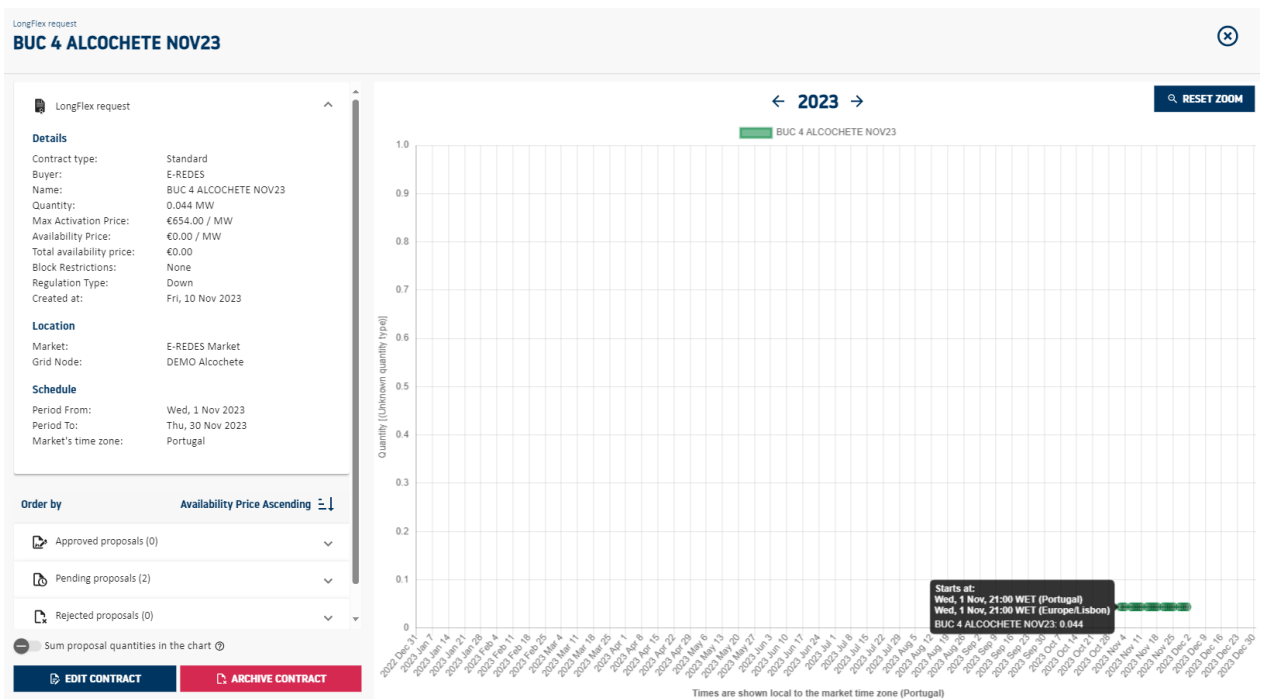 LongFlex request
BUC 4 ALCOCHETE NOV23
LongFlex request
Details
Contract type: Standard
Buyer: E-REDES
Name: BUC 4 ALCOCHETE NOV23
Quantity: 0.044 MW
Max Activation Price: €654.00 / MW
Availability Price: €0.00 / MW
Total availability price: €0.00
Block Restrictions: None
Regulation Type: Down
Created at: Fri, 10 Nov 2023
Location
Market: E-REDES Market
Grid Node: DEMO Alcochete
Schedule
Period From: Wed, 1 Nov 2023
Period To: Thu, 30 Nov 2023
Market's time zone: Portugal
Order by Availability Price Ascending
Approved proposals (0)
Pending proposals (2)
Rejected proposals (0)
Sum proposal quantities in the chart
EDIT CONTRACT
ARCHIVE CONTRACT
← 2023 →
RESET ZOOM
BUC 4 ALCOCHETE NOV23
Quantity [(Unknown quantity type)]
1.0
0.9
0.8
0.7
0.6
0.5
0.4
0.3
0.2
0.1
0
Starts at:
Wed, 1 Nov, 21:00 WET (Portugal)
Wed, 1 Nov, 21:00 WET (Europe/Lisbon)
BUC 4 ALCOCHETE NOV23: 0.044
2022 Dec 31
2023 Jan 7
2023 Jan 14
2023 Jan 21
2023 Jan 28
2023 Feb 4
2023 Feb 11
2023 Feb 18
2023 Feb 25
2023 Mar 4
2023 Mar 11
2023 Mar 18
2023 Mar 25
2023 Apr 1
2023 Apr 8
2023 Apr 15
2023 Apr 22
2023 Apr 29
2023 May 6
2023 May 13
2023 May 20
2023 May 27
2023 Jun 3
2023 Jun 10
2023 Jun 17
2023 Jun 24
2023 Jul 1
2023 Jul 8
2023 Jul 15
2023 Jul 22
2023 Jul 29
2023 Aug 5
2023 Aug 12
2023 Aug 19
2023 Aug 26
2023 Sep 2
2023 Sep 9
2023 Sep 16
2023 Sep 23
2023 Sep 30
2023 Oct 7
2023 Oct 14
2023 Oct 21
2023 Oct 28
2023 Nov 4
2023 Nov 11
2023 Nov 18
2023 Nov 25
2023 Dec 2
2023 Dec 9
2023 Dec 16
2023 Dec 23
2023 Dec 30
Times are shown local to the market time zone (Portugal)